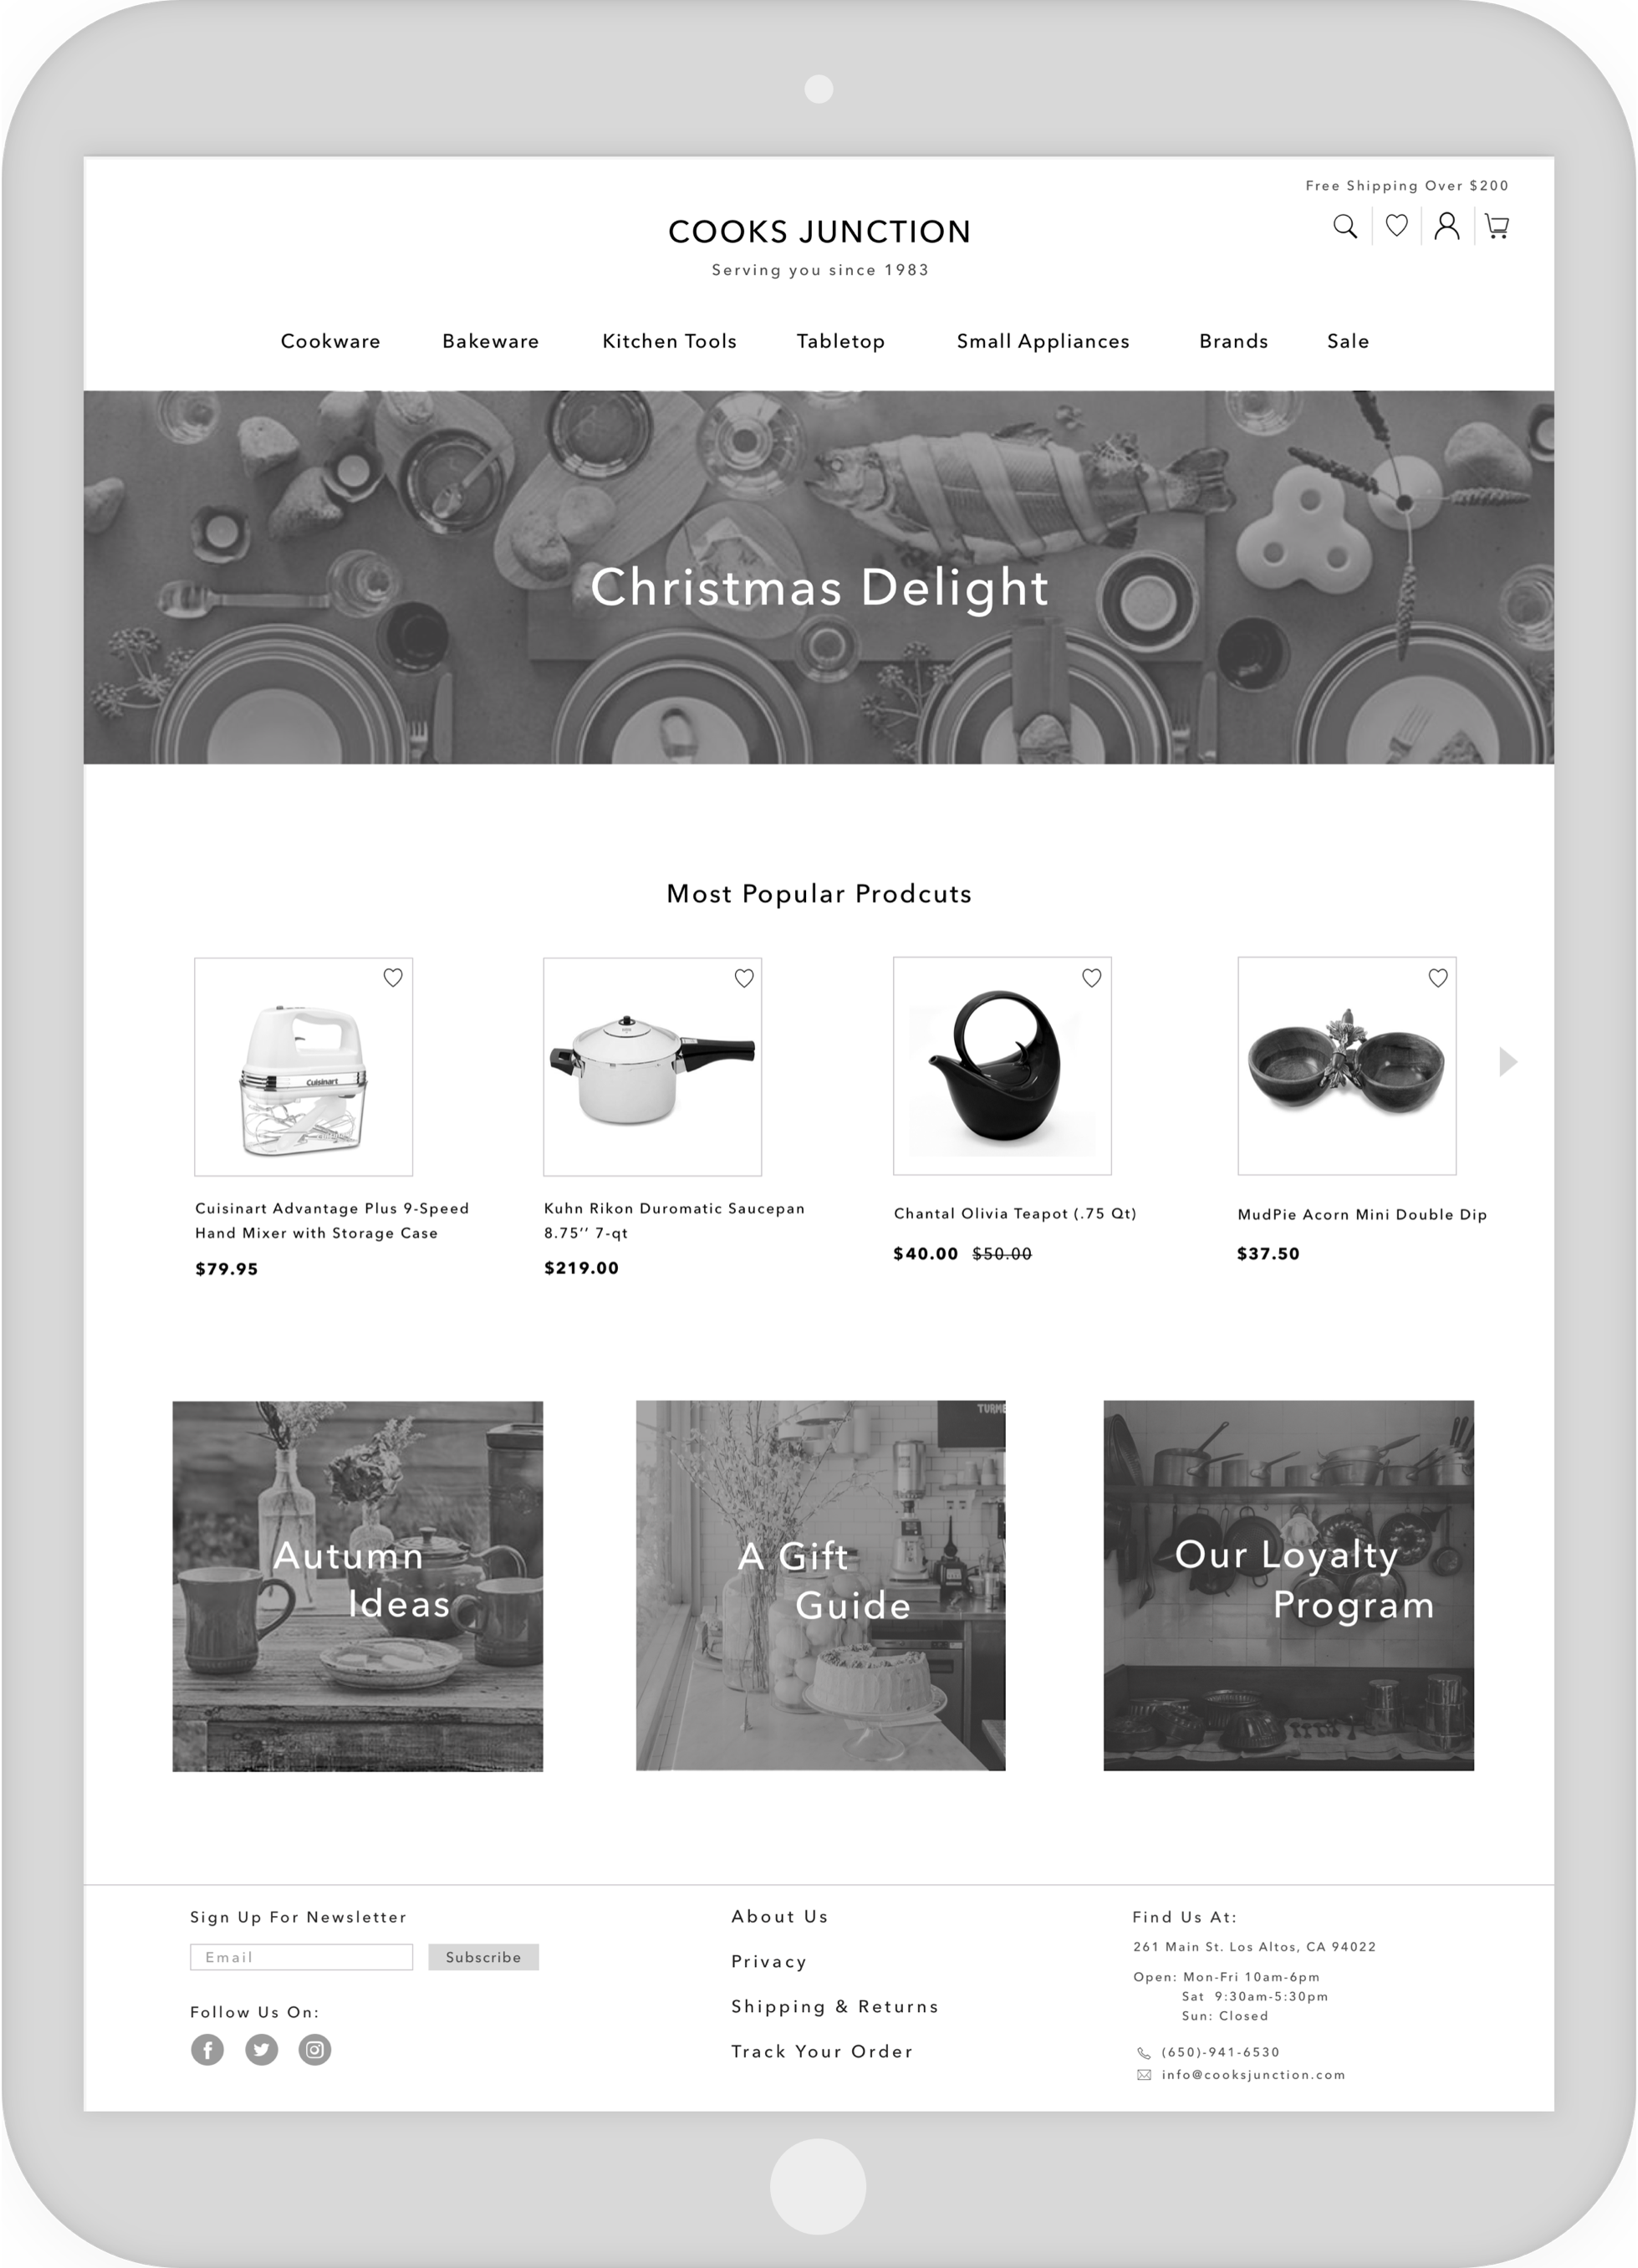 Free Shipping Over $200
COOKS JUNCTION
Serving you since 1983
Cookware Bakeware Kitchen Tools Tabletop Small Appliances Brands Sale
Christmas Delight
Most Popular Prodcuts
Cuisinart
Cuisinart Advantage Plus 9-Speed
Hand Mixer with Storage Case
$79.95
Kuhn Rikon Duromatic Saucepan
8.75’’ 7-qt
$219.00
Chantal Olivia Teapot (.75 Qt)
$40.00 $50.00
MudPie Acorn Mini Double Dip
$37.50
Autumn
Ideas
A Gift
Guide
Our Loyalty
Program
Sign Up For Newsletter
Email
Subscribe
Follow Us On:
About Us
Privacy
Shipping & Returns
Track Your Order
Find Us At:
261 Main St. Los Altos, CA 94022
Open: Mon-Fri 10am-6pm
Sat 9:30am-5:30pm
Sun: Closed
(650)-941-6530
info@cooksjunction.com